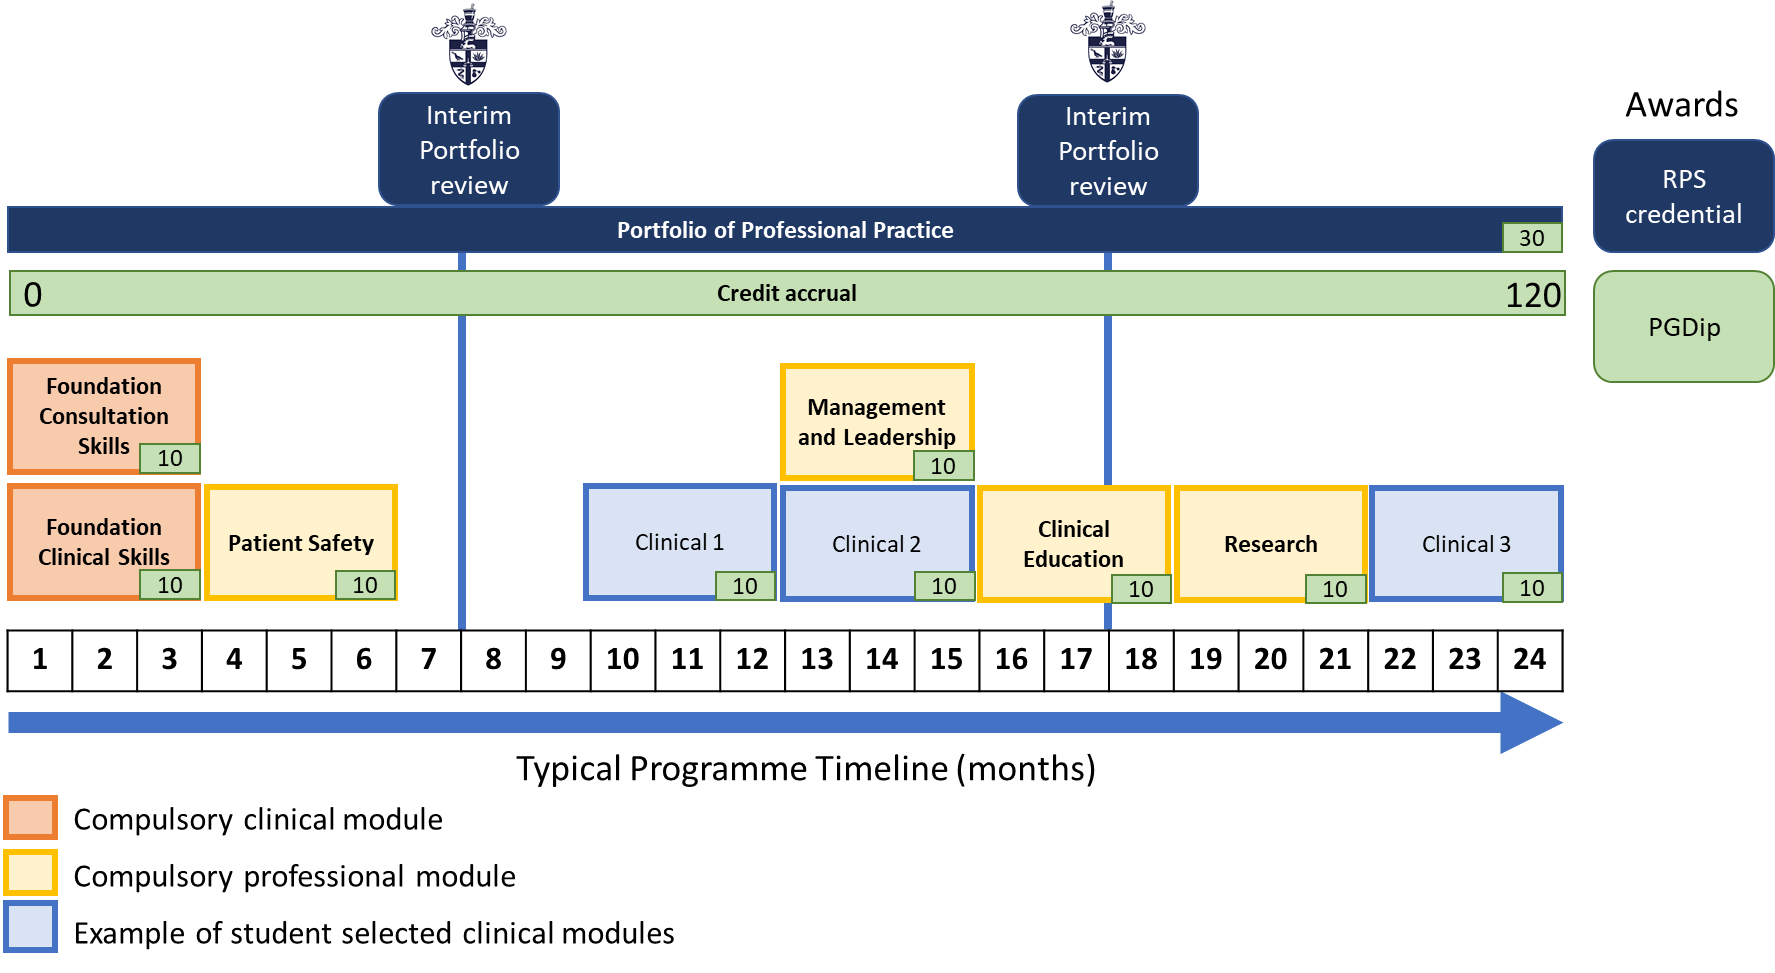 Interim
Portfolio
review
Interim
Portfolio
review
Awards
RPS
credential
Portfolio of Professional Practice
30
0
Credit accrual
120
PGDip
Foundation
Consultation
Skills
10
Management
and Leadership
10
Foundation
Clinical Skills
10
Patient Safety
10
Clinical 1
10
Clinical 2
10
Clinical
Education
10
Research
10
Clinical 3
10
1 2 3 4 5 6 7 8 9 10 11 12 13 14 15 16 17 18 19 20 21 22 23 24
Typical Programme Timeline (months)
Compulsory clinical module
Compulsory professional module
Example of student selected clinical modules